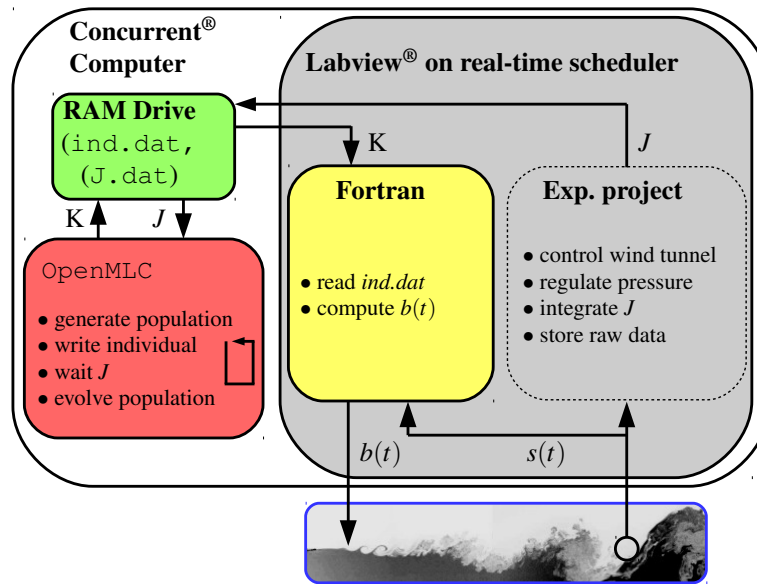 Concurrent®
Computer
Labview® on real-time scheduler
RAM Drive
(ind.dat,
(J.dat)
K
J
K
J
OpenMLC
• generate population
• write individual
• wait J
• evolve population
Fortran
• read ind.dat
• compute b(t)
Exp. project
• control wind tunnel
• regulate pressure
• integrate J
• store raw data
b(t)
s(t)